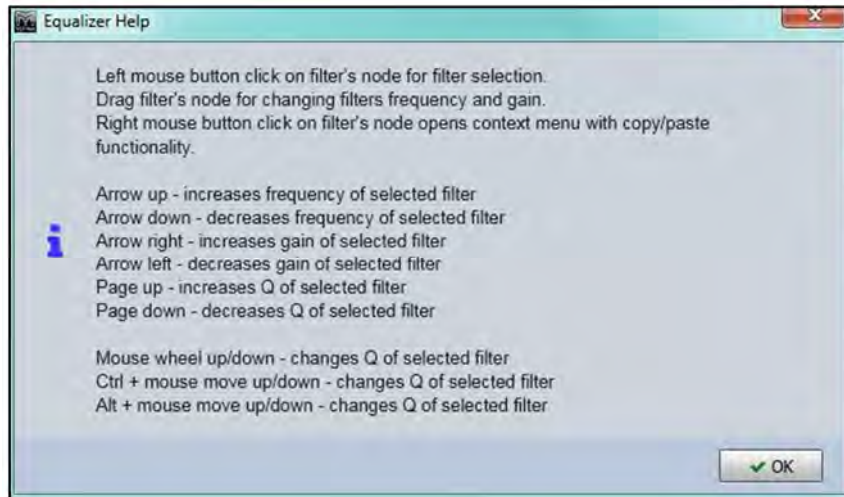 Equalizer Help
Left mouse button click on filter's node for filter selection.
Drag filter's node for changing filters frequency and gain.
Right mouse button click on filter's node opens context menu with copy/paste
functionality.
Arrow up - increases frequency of selected filter
Arrow down - decreases frequency of selected filter
Arrow right - increases gain of selected filter
Arrow left - decreases gain of selected filter
Page up - increases Q of selected filter
Page down - decreases Q of selected filter
Mouse wheel up/down - changes Q of selected filter
Ctrl + mouse move up/down - changes Q of selected filter
Alt + mouse move up/down - changes Q of selected filter
OK